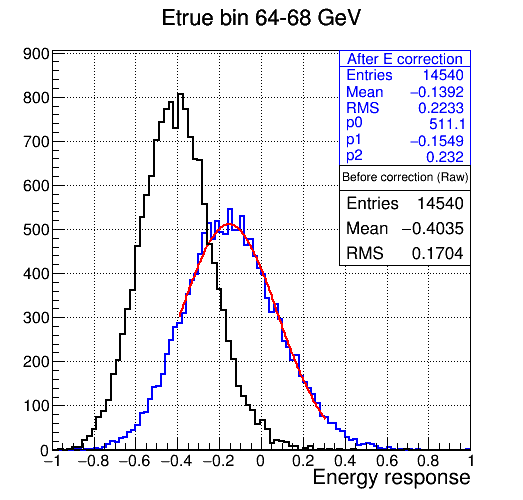 Etrue bin 64-68 GeV
After E correction
Entries 14540
Mean −0.1392
RMS 0.2233
p0 511.1
p1 −0.1549
p2 0.232
Before correction (Raw)
Entries 14540
Mean −0.4035
RMS 0.1704
900
800
700
600
500
400
300
200
100
0
−1 −0.8 −0.6 −0.4 −0.2 0 0.2 0.4 0.6 0.8 1
Energy response